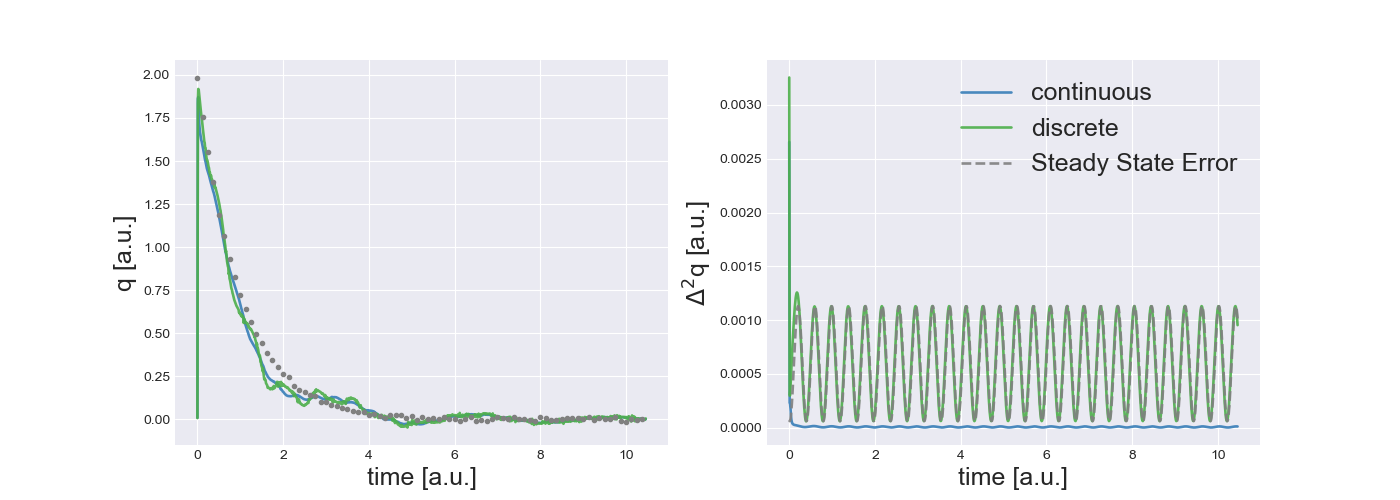 2.00
1.75
1.50
1.25
1.00
0.75
0.50
0.25
0.00
q [a.u.]
0 2 4 6 8 10
time [a.u.]
0.0030
0.0025
0.0020
0.0015
0.0010
0.0005
0.0000
Δ²q [a.u.]
continuous
discrete
Steady State Error
0 2 4 6 8 10
time [a.u.]